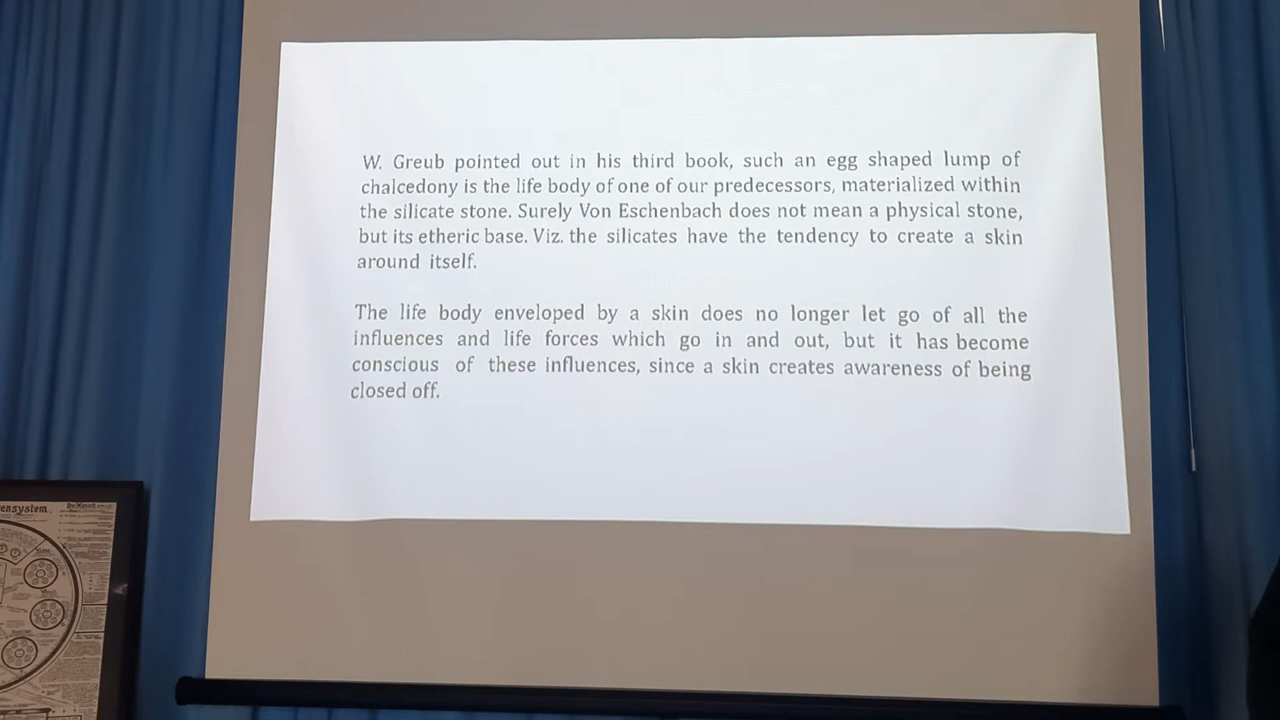 W. Greub pointed out in his third book, such an egg shaped lump of
chalcedony is the life body of one of our predecessors, materialized within
the silicate stone. Surely Von Eschenbach does not mean a physical stone,
but its etheric base. Viz. the silicates have the tendency to create a skin
around itself.
The life body enveloped by a skin does no longer let go of all the
influences and life forces which go in and out, but it has become
conscious of these influences, since a skin creates awareness of being
closed off.
ensystem